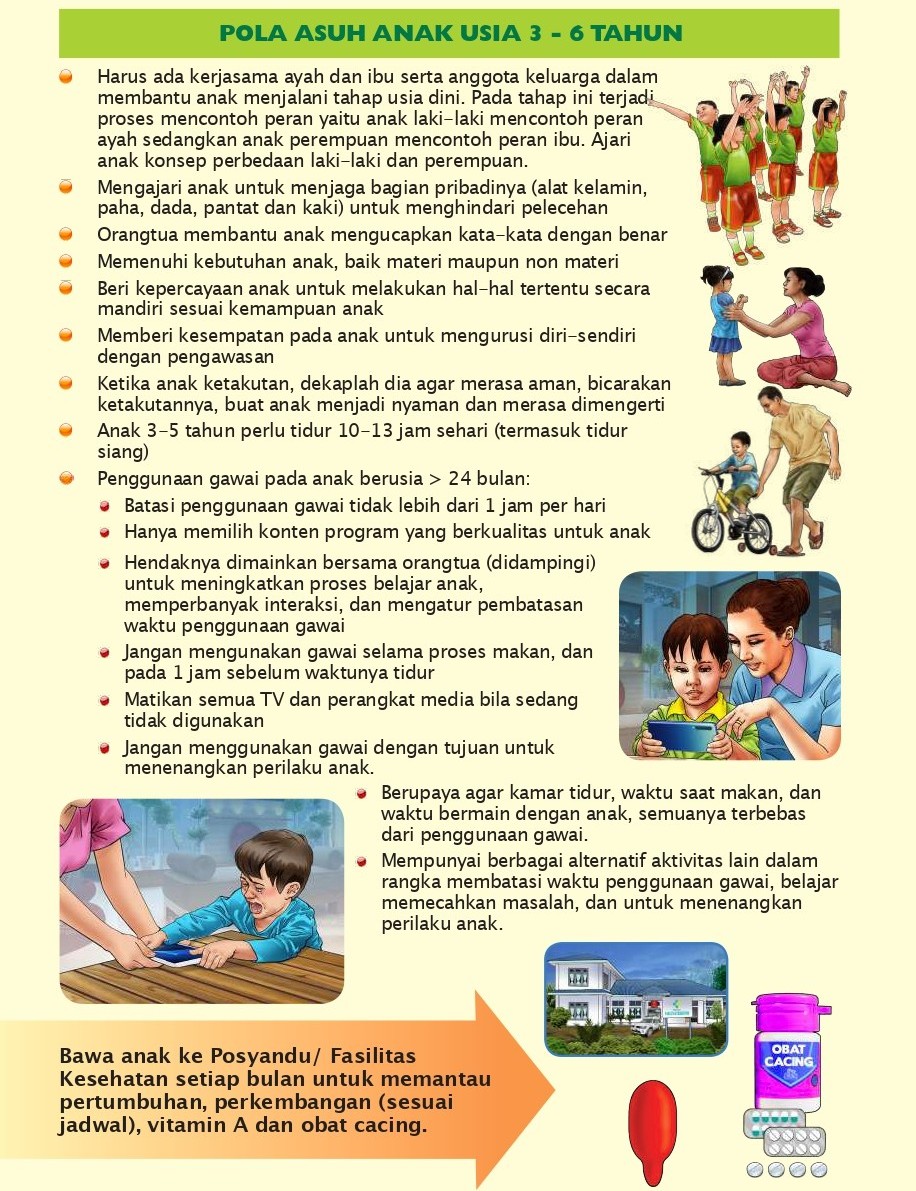 POLA ASUH ANAK USIA 3 - 6 TAHUN
Harus ada kerjasama ayah dan ibu serta anggota keluarga dalam
membantu anak menjalani tahap usia dini. Pada tahap ini terjadi
proses mencontoh peran yaitu anak laki-laki mencontoh peran
ayah sedangkan anak perempuan mencontoh peran ibu. Ajari
anak konsep perbedaan laki-laki dan perempuan.
Mengajari anak untuk menjaga bagian pribadinya (alat kelamin,
paha, dada, pantat dan kaki) untuk menghindari pelecehan
Orangtua membantu anak mengucapkan kata-kata dengan benar
Memenuhi kebutuhan anak, baik materi maupun non materi
Beri kepercayaan anak untuk melakukan hal-hal tertentu secara
mandiri sesuai kemampuan anak
Memberi kesempatan pada anak untuk mengurusi diri-sendiri
dengan pengawasan
Ketika anak ketakutan, dekaplah dia agar merasa aman, bicarakan
ketakutannya, buat anak menjadi nyaman dan merasa dimengerti
Anak 3-5 tahun perlu tidur 10-13 jam sehari (termasuk tidur
siang)
Penggunaan gawai pada anak berusia > 24 bulan:
Batasi penggunaan gawai tidak lebih dari 1 jam per hari
Hanya memilih konten program yang berkualitas untuk anak
Hendaknya dimainkan bersama orangtua (didampingi)
untuk meningkatkan proses belajar anak,
memperbanyak interaksi, dan mengatur pembatasan
waktu penggunaan gawai
Jangan mengunakan gawai selama proses makan, dan
pada 1 jam sebelum waktunya tidur
Matikan semua TV dan perangkat media bila sedang
tidak digunakan
Jangan menggunakan gawai dengan tujuan untuk
menenangkan perilaku anak.
Berupaya agar kamar tidur, waktu saat makan, dan
waktu bermain dengan anak, semuanya terbebas
dari penggunaan gawai.
Mempunyai berbagai alternatif aktivitas lain dalam
rangka membatasi waktu penggunaan gawai, belajar
memecahkan masalah, dan untuk menenangkan
perilaku anak.
Bawa anak ke Posyandu/ Fasilitas
Kesehatan setiap bulan untuk memantau
pertumbuhan, perkembangan (sesuai
jadwal), vitamin A dan obat cacing.
OBAT
CACING